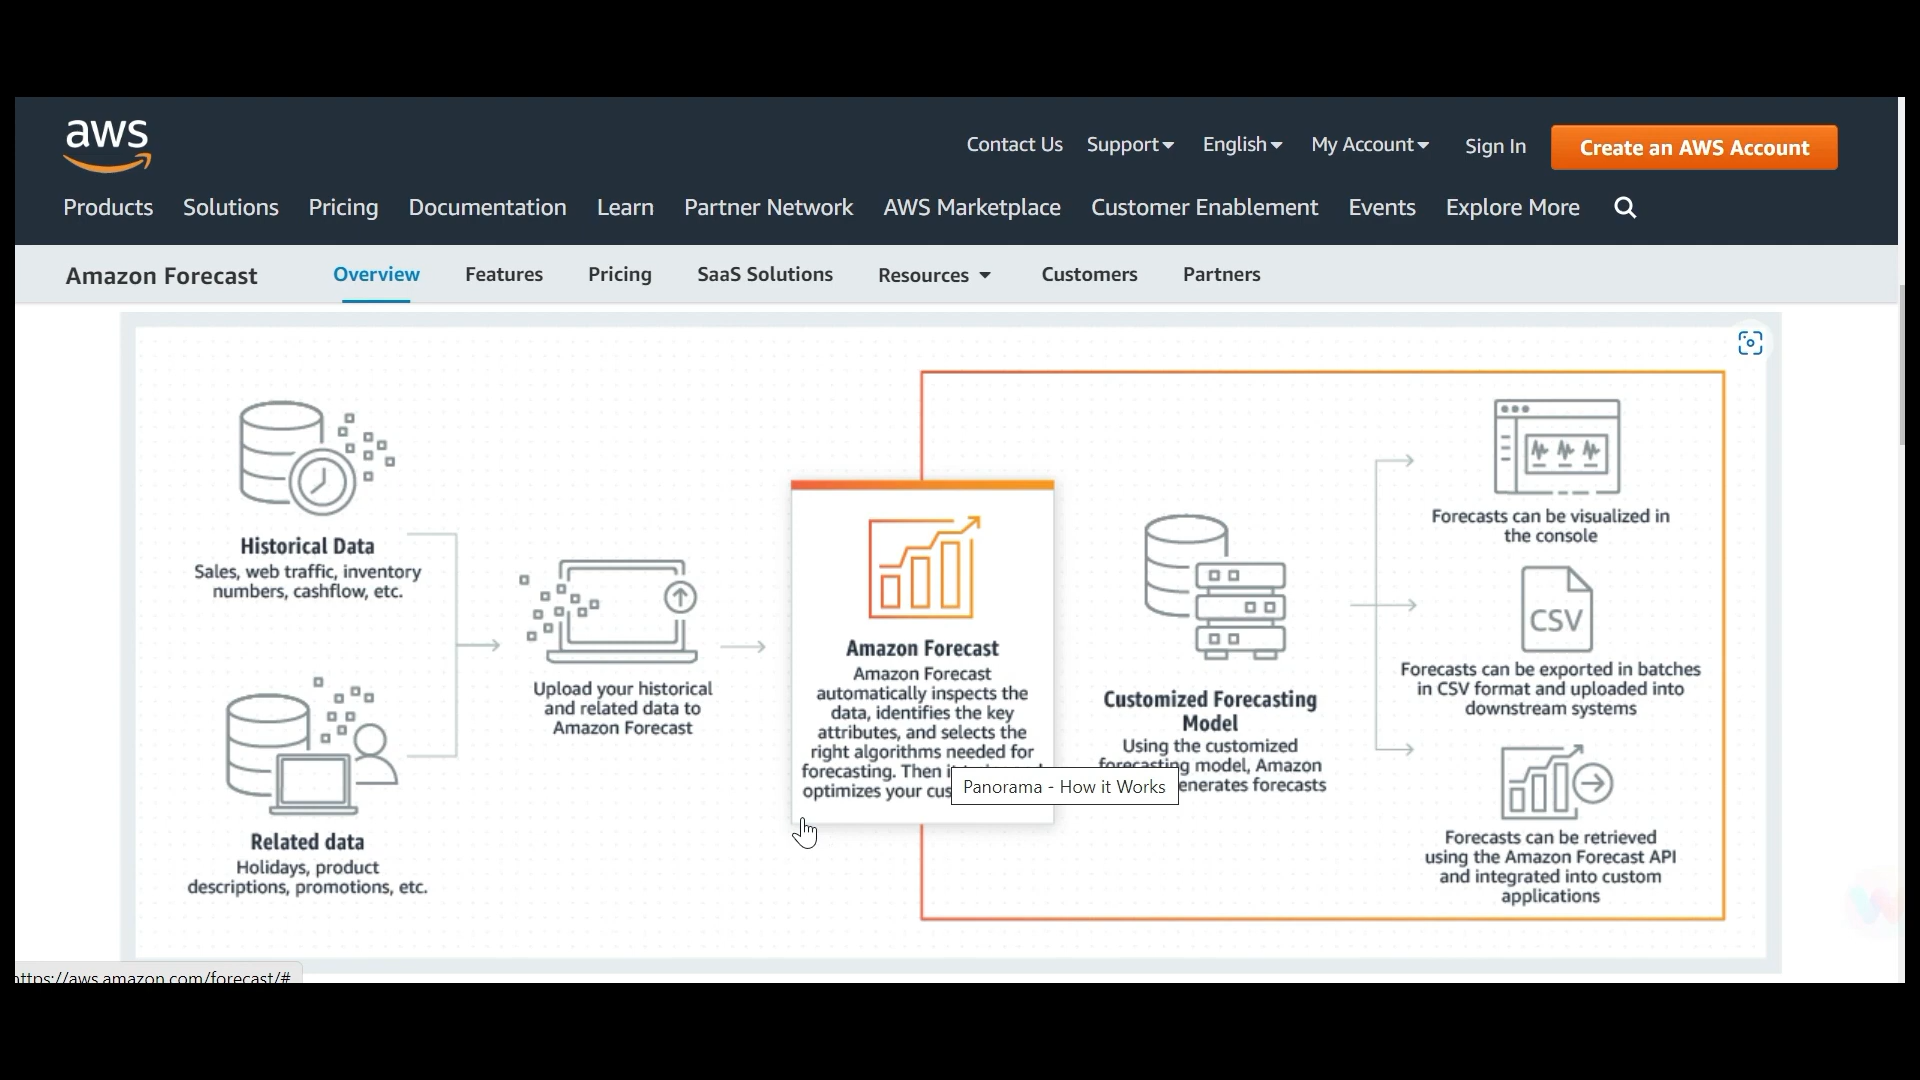 aws
Contact Us Support English My Account Sign In Create an AWS Account
Products Solutions Pricing Documentation Learn Partner Network AWS Marketplace Customer Enablement Events Explore More
Amazon Forecast Overview Features Pricing SaaS Solutions Resources Customers Partners
Historical Data
Sales, web traffic, inventory
numbers, cashflow, etc.
Related data
Holidays, product
descriptions, promotions, etc.
Upload your historical
and related data to
Amazon Forecast
Amazon Forecast
Amazon Forecast
automatically inspects the
data, identifies the key
attributes, and selects the
right algorithms needed for
forecasting. Then
optimizes your
Panorama - How it Works
Customized Forecasting
Model
Using the customized
forecasting model, Amazon
generates forecasts
Forecasts can be visualized in
the console
CSV
Forecasts can be exported in batches
in CSV format and uploaded into
downstream systems
Forecasts can be retrieved
using the Amazon Forecast API
and integrated into custom
applications
https://aws.amazon.com/forecast/#